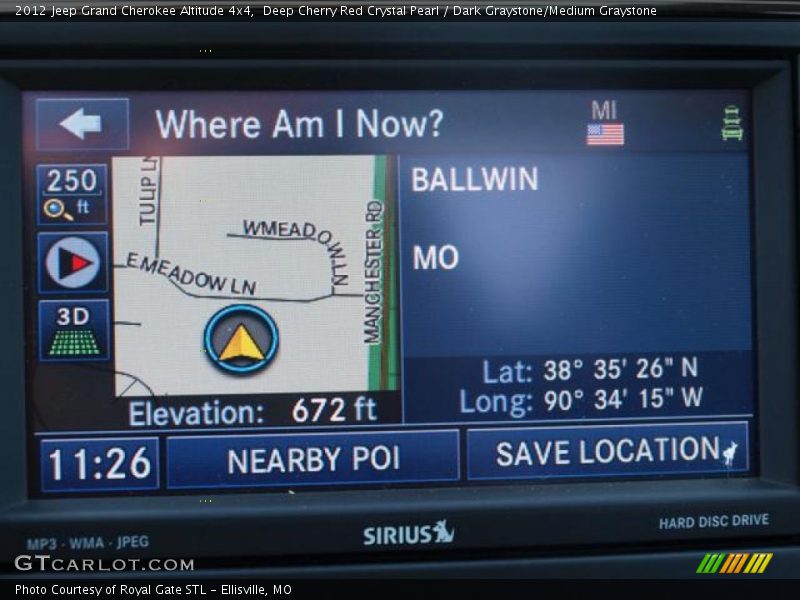 2012 Jeep Grand Cherokee Altitude 4x4,  Deep Cherry Red Crystal Pearl / Dark Graystone/Medium Graystone
Where Am I Now?
MI
250
ft
3D
TULIP LN
WMEADOWN LN
E MEADOW LN
MANCHESTER RD
BALLWIN
MO
Lat: 38° 35' 26" N
Long: 90° 34' 15" W
Elevation: 672 ft
11:26
NEARBY POI
SAVE LOCATION
MP3 · WMA · JPEG
SIRIUS
HARD DISC DRIVE
GTCARLOT.COM
Photo Courtesy of Royal Gate STL - Ellisville, MO